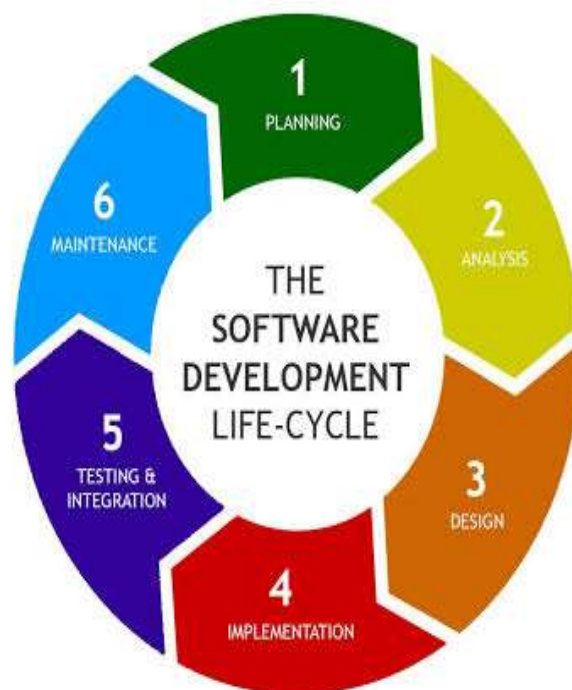 1
PLANNING
2
ANALYSIS
3
DESIGN
4
IMPLEMENTATION
5
TESTING &
INTEGRATION
6
MAINTENANCE
THE
SOFTWARE
DEVELOPMENT
LIFE-CYCLE